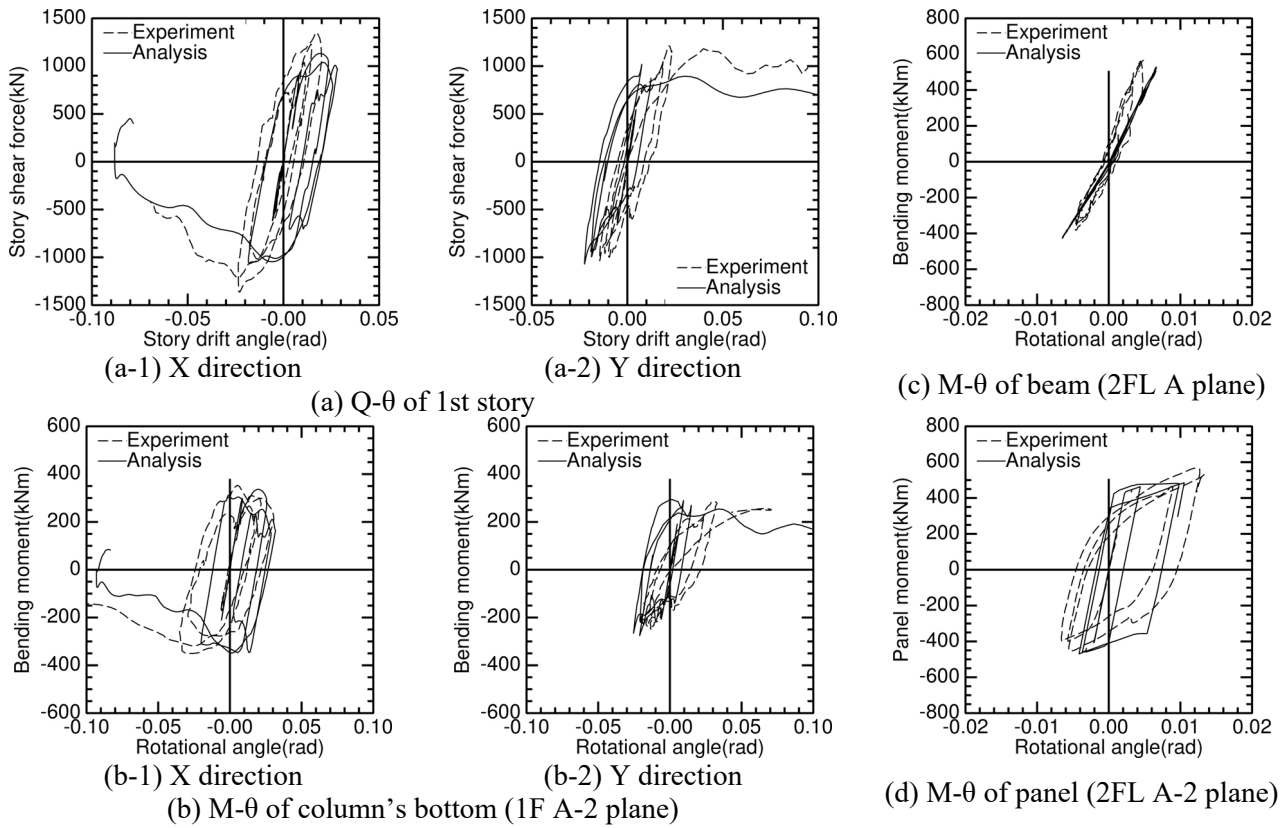 Experiment
Analysis
Story shear force(kN)
1500
1000
500
0
-500
-1000
-1500
-0.10
-0.05
-0.00
0.05
Story drift angle(rad)
(a-1) X direction
Story shear force(kN)
1500
1000
500
0
-500
-1000
-1500
Experiment
Analysis
-0.05
0.00
0.05
0.10
Story drift angle(rad)
(a-2) Y direction
(a) Q-θ of 1st story
Experiment
Analysis
Bending moment(kNm)
800
600
400
200
0
-200
-400
-600
-800
-0.02
-0.01
0.00
0.01
0.02
Rotational angle(rad)
(c) M-θ of beam (2FL A plane)
Experiment
Analysis
Bending moment(kNm)
600
400
200
0
-200
-400
-600
-0.10
-0.05
-0.00
0.05
0.10
Rotational angle(rad)
(b-1) X direction
Experiment
Analysis
Bending moment(kNm)
600
400
200
0
-200
-400
-600
-0.10
-0.05
-0.00
0.05
0.10
Rotational angle(rad)
(b-2) Y direction
(b) M-θ of column’s bottom (1F A-2 plane)
Experiment
Analysis
Panel moment(kNm)
800
600
400
200
0
-200
-400
-600
-800
-0.02
-0.01
0.00
0.01
0.02
Rotational angle(rad)
(d) M-θ of panel (2FL A-2 plane)